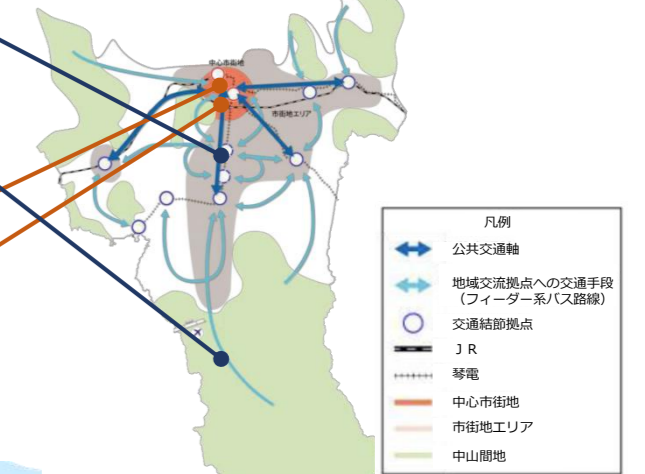 中心市街地
市街地エリア
凡例
公共交通軸
地域交流拠点への交通手段
（フィーダー系バス路線）
交通結節拠点
ＪＲ
琴電
中心市街地
市街地エリア
中山間地